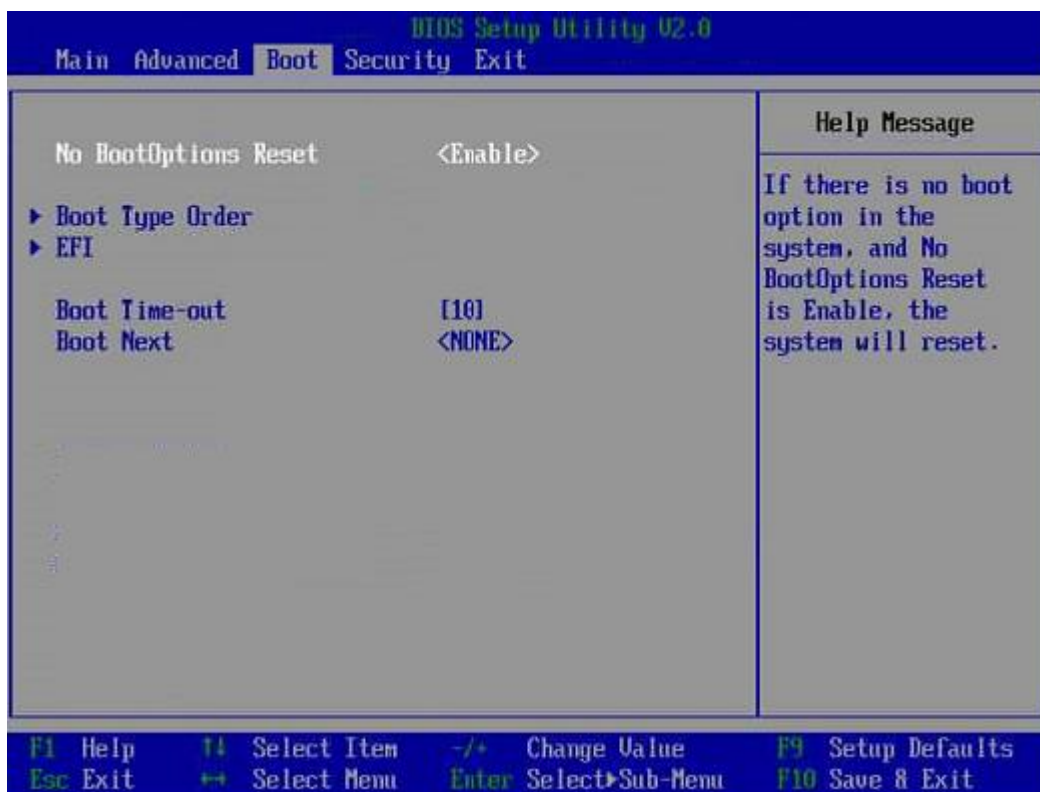 BIOS Setup Utility V2.0
Main Advanced Boot Security Exit
No BootOptions Reset <Enable>
▶ Boot Type Order
▶ EFI
Boot Time-out [10]
Boot Next <NONE>
Help Message
If there is no boot
option in the
system, and No
BootOptions Reset
is Enable, the
system will reset.
F1 Help ↑↓ Select Item -/+ Change Value F9 Setup Defaults
Esc Exit ↔ Select Menu Enter Select▶Sub-Menu F10 Save & Exit